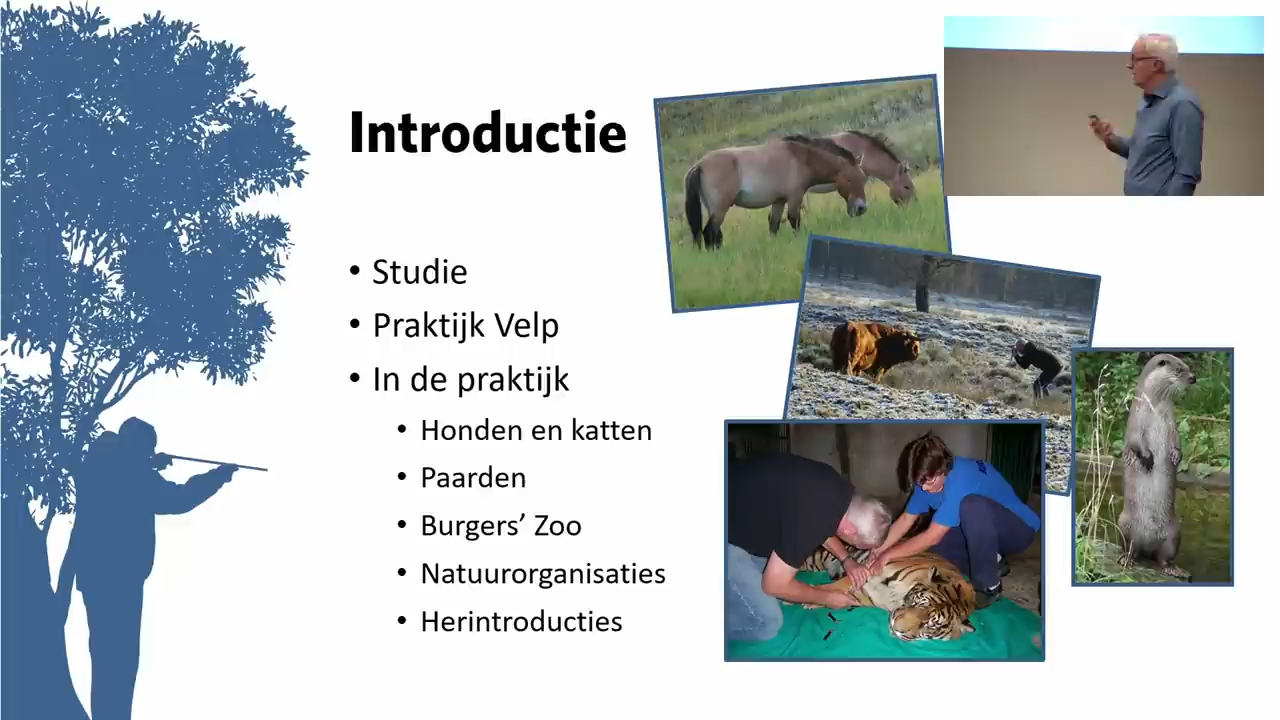 Introductie
• Studie
• Praktijk Velp
• In de praktijk
• Honden en katten
• Paarden
• Burgers’ Zoo
• Natuurorganisaties
• Herintroducties